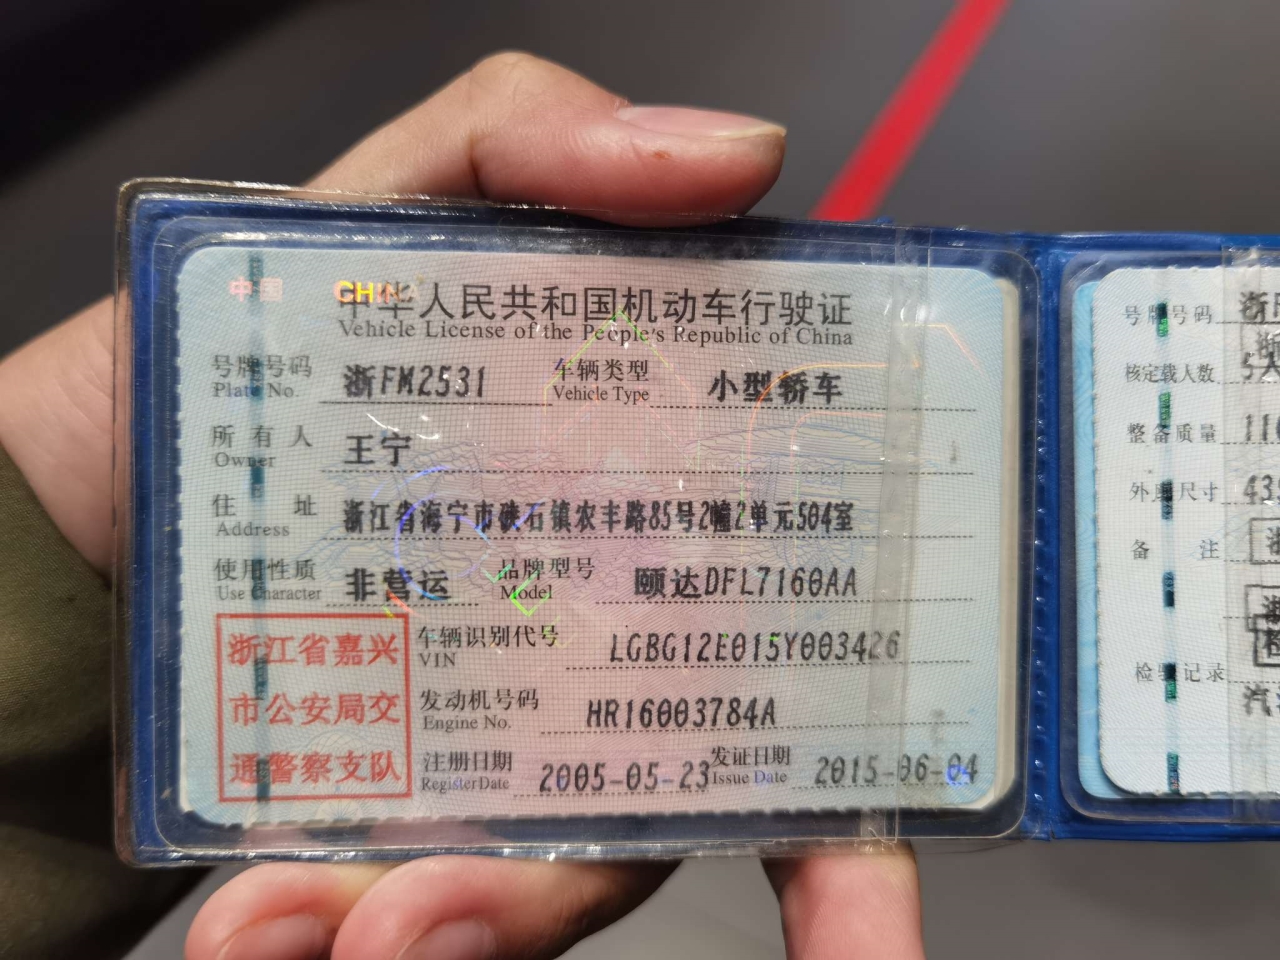 中国 CHINA
中华人民共和国机动车行驶证
Vehicle License of the People's Republic of China
号牌号码 浙FM2531 车辆类型 小型轿车
Plate No. Vehicle Type
所有人 王宁
Owner
住址 浙江省海宁市硖石镇农丰路85号2幢2单元504室
Address
使用性质 非营运 品牌型号 颐达DFL7160AA
Use Character Model
浙江省嘉兴
市公安局交
通警察支队
车辆识别代号 LGBG12E015Y003426
VIN
发动机号码 HR16003784A
Engine No.
注册日期 2005-05-23 发证日期 2015-06-04
Register Date Issue Date
号牌号码 浙
核定载人数 5人
整备质量 110
外廓尺寸 43
备注
检验记录
汽